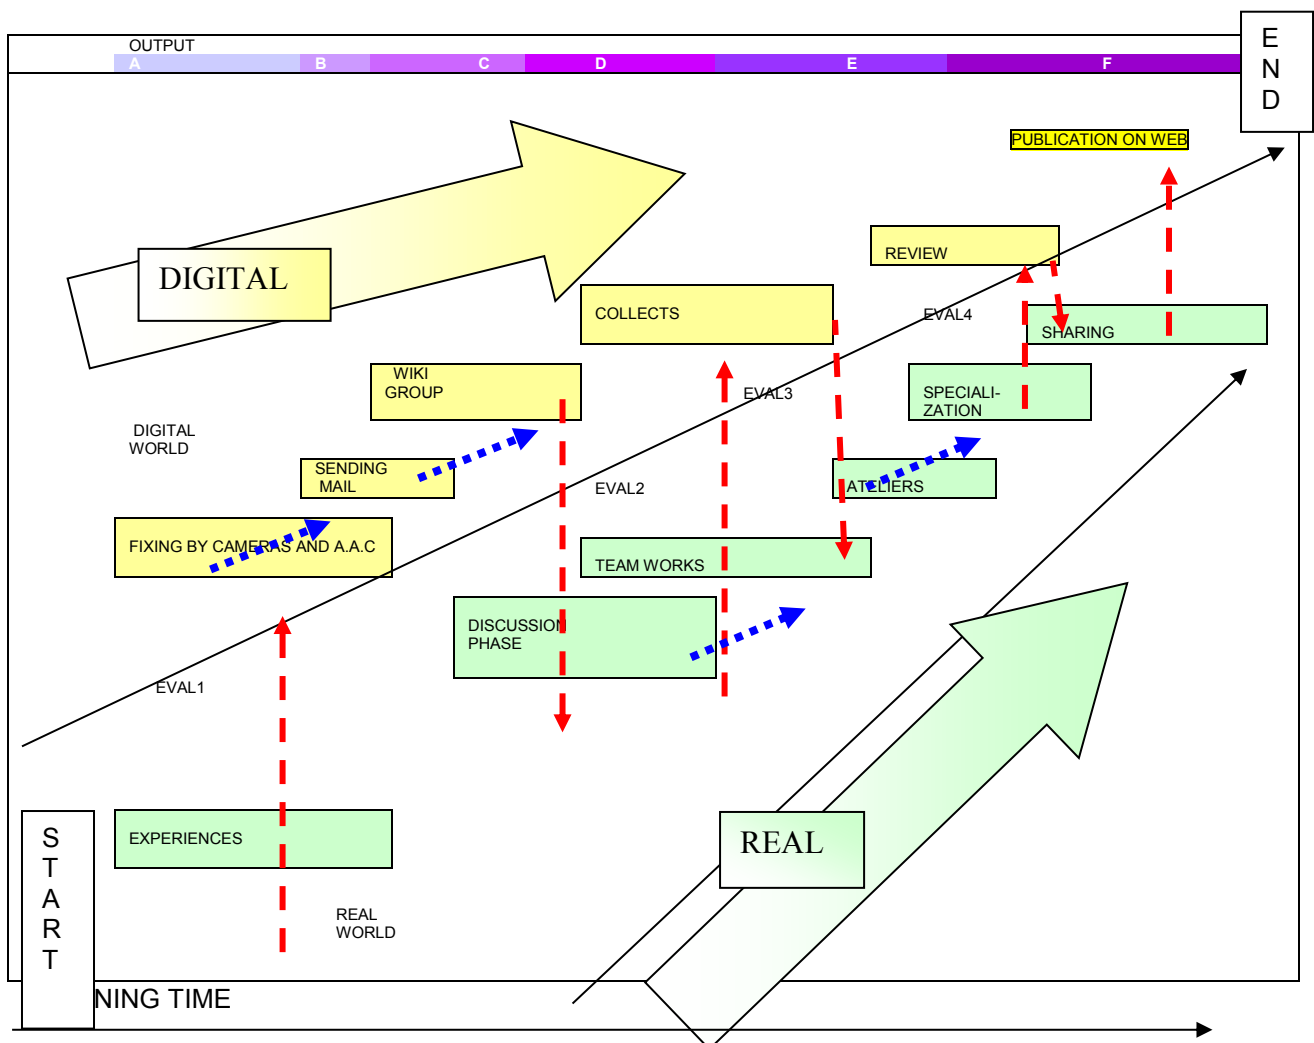 OUTPUT
A B C D E F
E
N
D
PUBLICATION ON WEB
DIGITAL
REVIEW
COLLECTS
EVAL4
SHARING
WIKI
GROUP
EVAL3
SPECIALI-
ZATION
DIGITAL
WORLD
SENDING
MAIL
EVAL2
ATELIERS
FIXING BY CAMERAS AND A.A.C
TEAM WORKS
DISCUSSION
PHASE
EVAL1
S
T
A
R
T
EXPERIENCES
REAL
REAL
WORLD
NING TIME